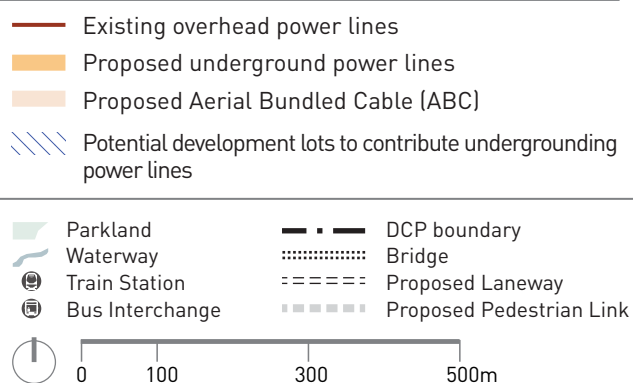 Existing overhead power lines
Proposed underground power lines
Proposed Aerial Bundled Cable (ABC)
Potential development lots to contribute undergrounding
power lines
Parkland
Waterway
Train Station
Bus Interchange
DCP boundary
Bridge
Proposed Laneway
Proposed Pedestrian Link
0 100 300 500m